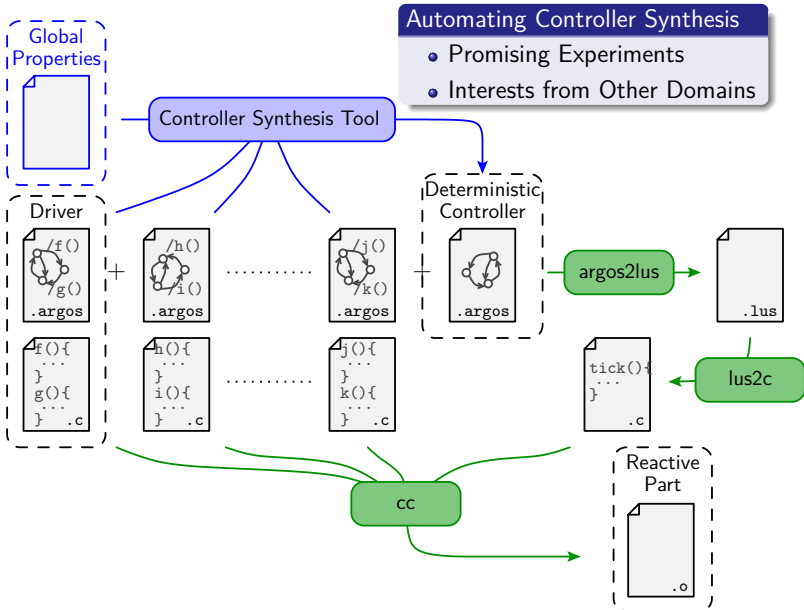 Automating Controller Synthesis
Promising Experiments
Interests from Other Domains
Global
Properties
Controller Synthesis Tool
Driver
Deterministic
Controller
/f()
/g()
.argos
+
/h()
/i()
.argos
............
/j()
/k()
.argos
+
.argos
argos2lus
.lus
f(){
...
}
g(){
...
}
.c
h(){
...
}
i(){
...
}
.c
............
j(){
...
}
k(){
...
}
.c
tick(){
...
}
.c
lus2c
cc
Reactive
Part
.o